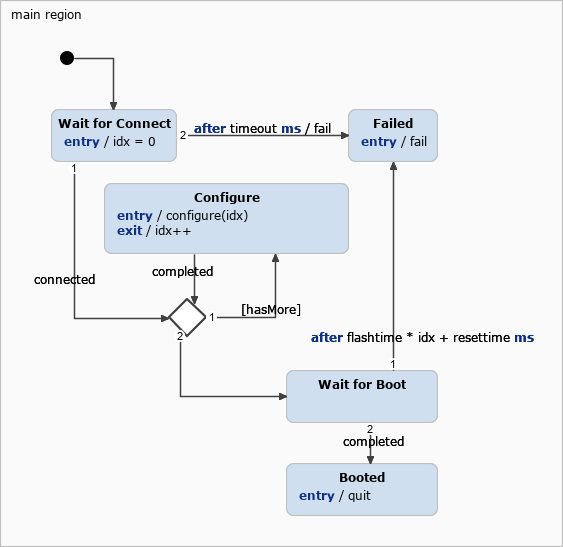 main region
Wait for Connect
entry / idx = 0
2
after timeout ms / fail
Failed
entry / fail
1
Configure
entry / configure(idx)
exit / idx++
connected
completed
1
[hasMore]
2
after flashtime * idx + resettime ms
1
Wait for Boot
2
completed
Booted
entry / quit